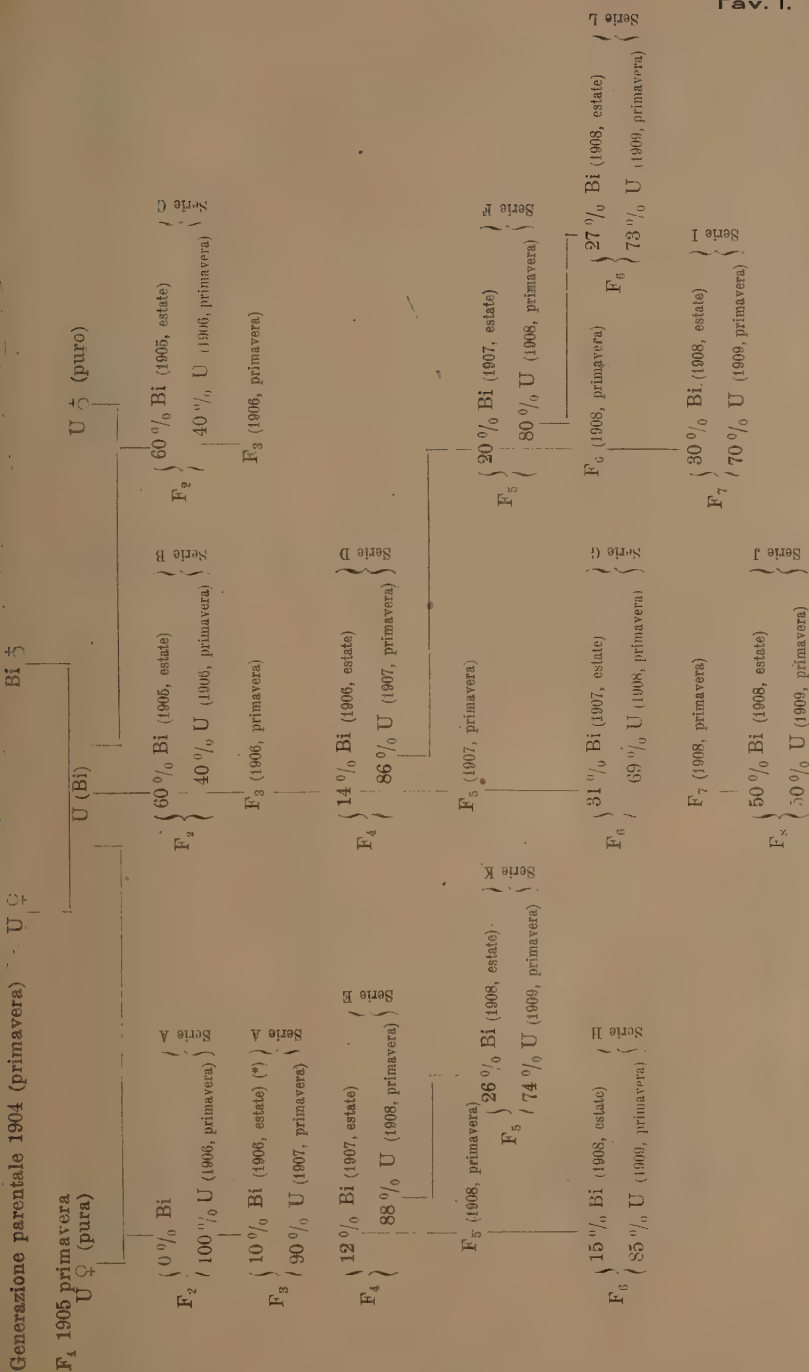 Tav. I.
Generazione parentale 1904 (primavera) U ♀ Bi ♂
F₁ 1905 primavera
U ♀ (pura) U (Bi) U ♂ (puro)
F₂ { 0 % Bi
100 % U (1906, primavera) } Serie A
F₃ { 10 % Bi (1906, estate) (*)
90 % U (1907, primavera) } Serie A
F₄ { 12 % Bi (1907, estate)
88 % U (1908, primavera) } Serie E
F₅ (1908, primavera)
F₅ { 26 % Bi (1908, estate)
74 % U (1909, primavera) } Serie K
F₆ { 15 % Bi (1908, estate)
85 % U (1909, primavera) } Serie H
F₂ { 60 % Bi (1905, estate)
40 % U (1906, primavera) } Serie B
F₃ (1906, primavera)
F₄ { 14 % Bi (1906, estate)
86 % U (1907, primavera) } Serie D
F₅ (1907, primavera)
F₆ { 31 % Bi (1907, estate)
69 % U (1908, primavera) } Serie G
F₇ (1908, primavera)
F₈ { 50 % Bi (1908, estate)
50 % U (1909, primavera) } Serie J
F₂ { 60 % Bi (1905, estate)
40 % U (1906, primavera) } Serie C
F₃ (1906, primavera)
F₅ { 20 % Bi (1907, estate)
80 % U (1908, primavera) } Serie F
F₆ (1908, primavera)
F₆ { 27 % Bi (1908, estate)
73 % U (1909, primavera) } Serie L
F₇ { 30 % Bi (1908, estate)
70 % U (1909, primavera) } Serie I